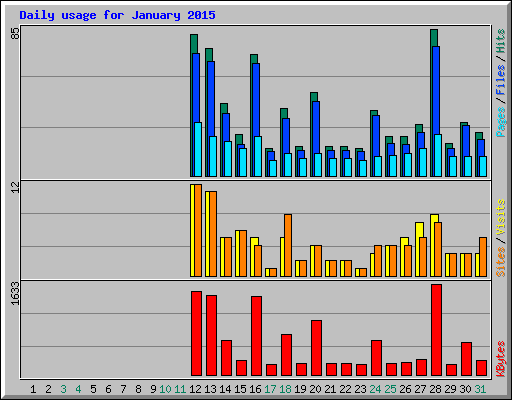 Daily usage for January 2015
85
Pages / Files / Hits
12
Sites / Visits
1633
KBytes
1 2 3 4 5 6 7 8 9 10 11 12 13 14 15 16 17 18 19 20 21 22 23 24 25 26 27 28 29 30 31